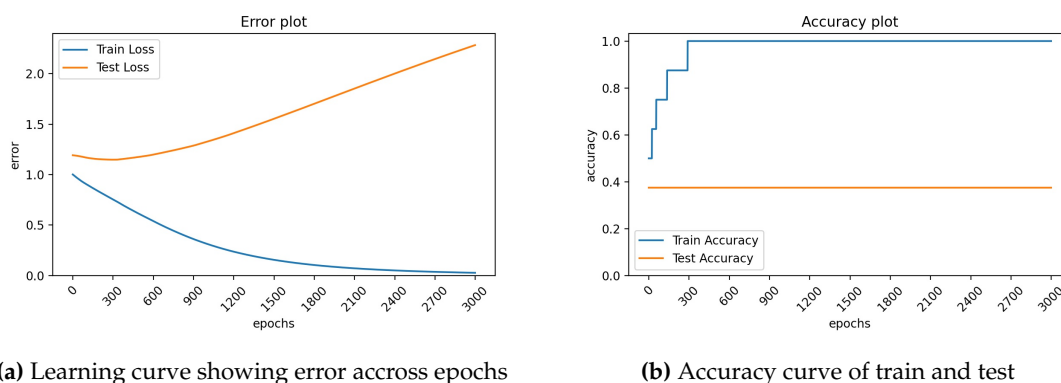 Error plot
Train Loss
Test Loss
2.0
1.5
1.0
0.5
0.0
error
0 300 600 900 1200 1500 1800 2100 2400 2700 3000
epochs
(a) Learning curve showing error accross epochs
Accuracy plot
1.0
0.8
0.6
0.4
0.2
0.0
accuracy
Train Accuracy
Test Accuracy
0 300 600 900 1200 1500 1800 2100 2400 2700 3000
epochs
(b) Accuracy curve of train and test